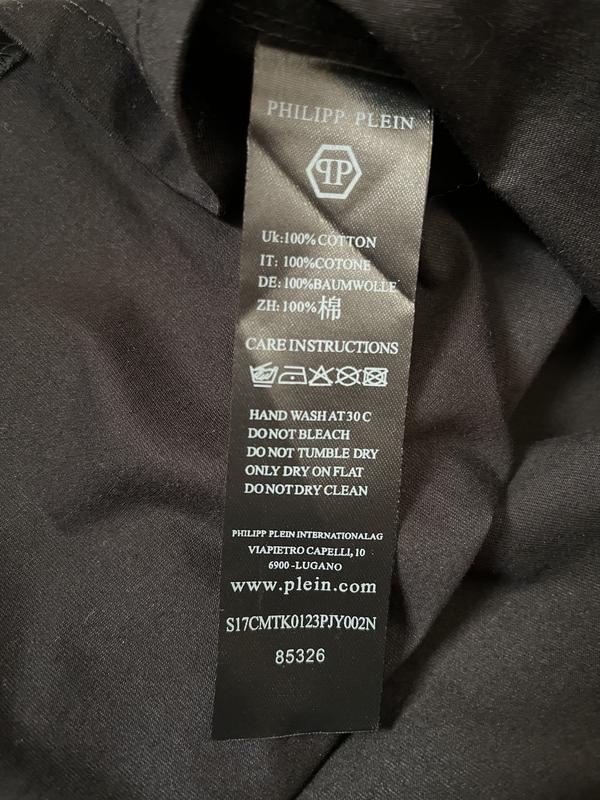 PHILIPP PLEIN
PP
Uk:100%COTTON
IT: 100%COTONE
DE: 100%BAUMWOLLE
ZH: 100%棉
CARE INSTRUCTIONS
HAND WASH AT 30 C
DO NOT BLEACH
DO NOT TUMBLE DRY
ONLY DRY ON FLAT
DO NOT DRY CLEAN
PHILIPP PLEIN INTERNATIONALAG
VIAPIETRO CAPELLI, 10
6900 -LUGANO
www.plein.com
S17CMTK0123PJY002N
85326